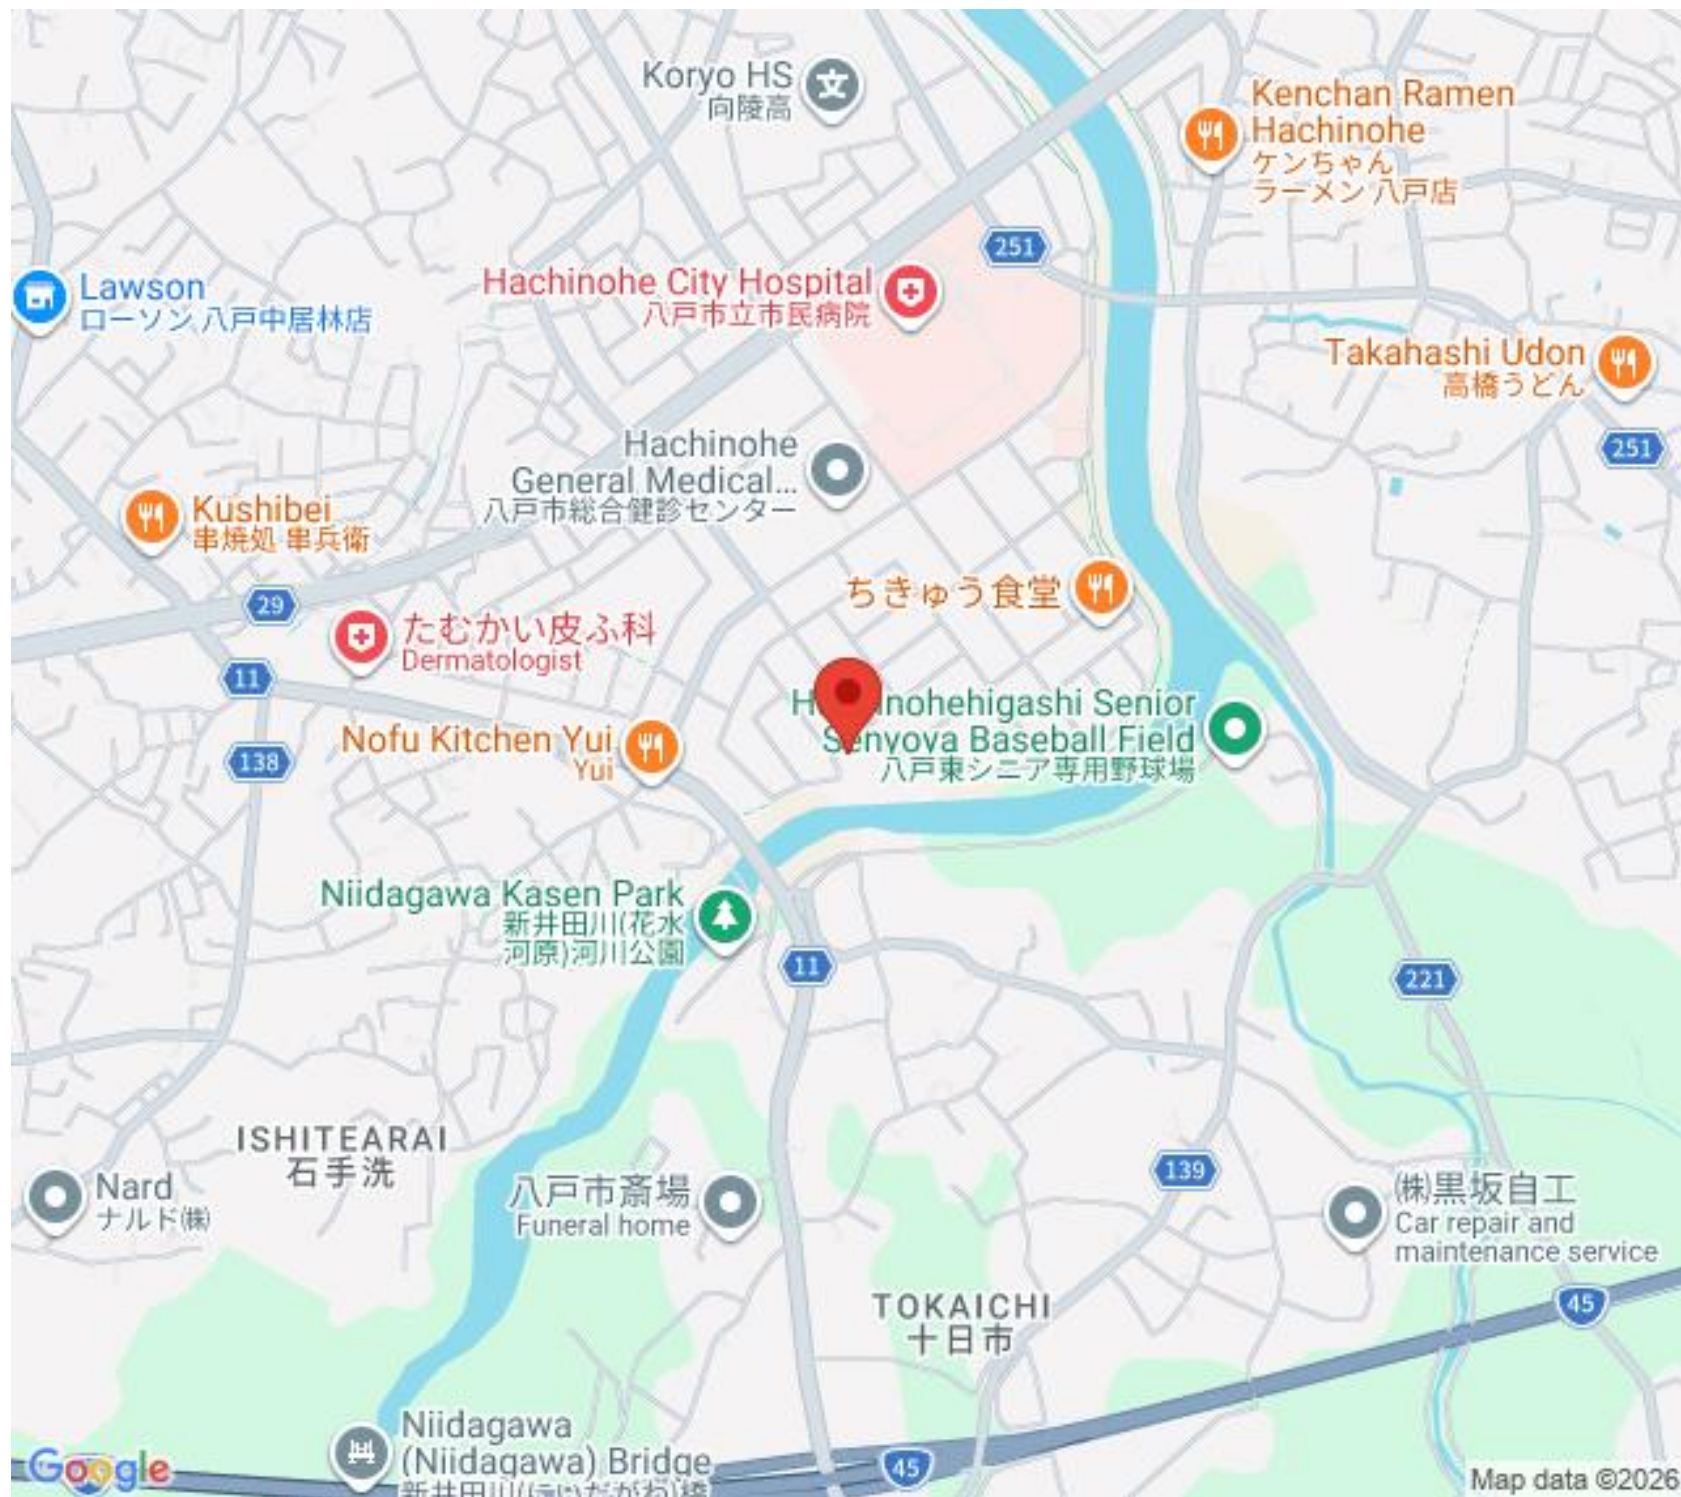 Koryo HS
向陵高
Kenchan Ramen
Hachinohe
ケンちゃん
ラーメン 八戸店
251
Lawson
ローソン 八戸中居林店
Hachinohe City Hospital
八戸市立市民病院
Takahashi Udon
高橋うどん
251
Hachinohe
General Medical...
八戸市総合健診センター
Kushibei
串焼処 串兵衛
ちきゅう食堂
29
たむかい皮ふ科
Dermatologist
11
inohehigashi Senior
Senyova Baseball Field
八戸東シニア専用野球場
Nofu Kitchen Yui
Yui
138
Niidagawa Kasen Park
新井田川(花水
河原)河川公園
11
221
ISHITEARAI
石手洗
Nard
ナルド㈱
八戸市斎場
Funeral home
139
㈱黒坂自工
Car repair and
maintenance service
TOKAICHI
十日市
45
Niidagawa
(Niidagawa) Bridge
45
Google
Map data ©2026